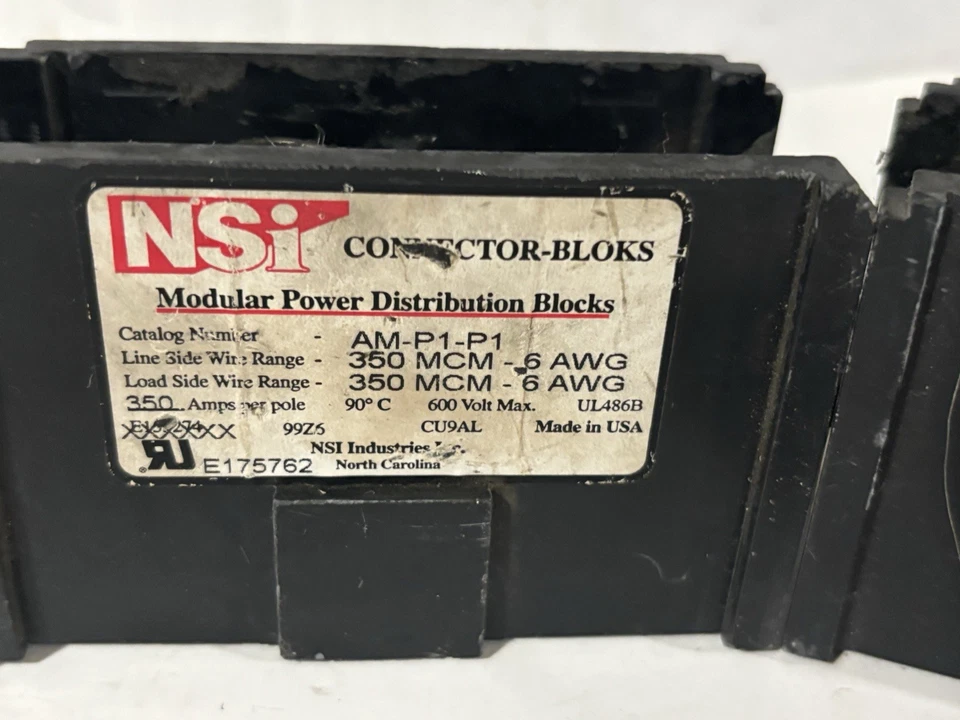 NSi CONNECTOR-BLOKS
Modular Power Distribution Blocks
Catalog Number - AM-P1-P1
Line Side Wire Range - 350 MCM - 6 AWG
Load Side Wire Range - 350 MCM - 6 AWG
350 Amps per pole 90° C 600 Volt Max. UL486B
99Z6 CU9AL Made in USA
NSI Industries Inc.
RU E175762 North Carolina